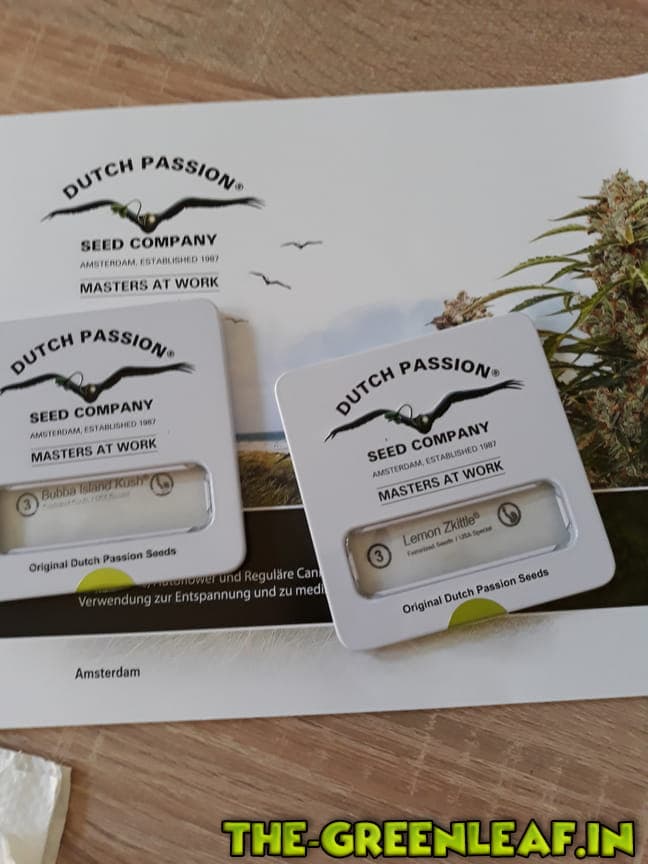 DUTCH PASSION®
SEED COMPANY
AMSTERDAM, ESTABLISHED 1987
MASTERS AT WORK
DUTCH PASSION®
SEED COMPANY
AMSTERDAM, ESTABLISHED 1987
MASTERS AT WORK
3 Bubba Island Kush®
Original Dutch Passion Seeds
DUTCH PASSION®
SEED COMPANY
AMSTERDAM, ESTABLISHED 1987
MASTERS AT WORK
3 Lemon Zkittle®
Feminized Seeds / USA Special
Original Dutch Passion Seeds
und Reguläre
Verwendung zur Entspannung und zu
Amsterdam
THE-GREENLEAF.IN